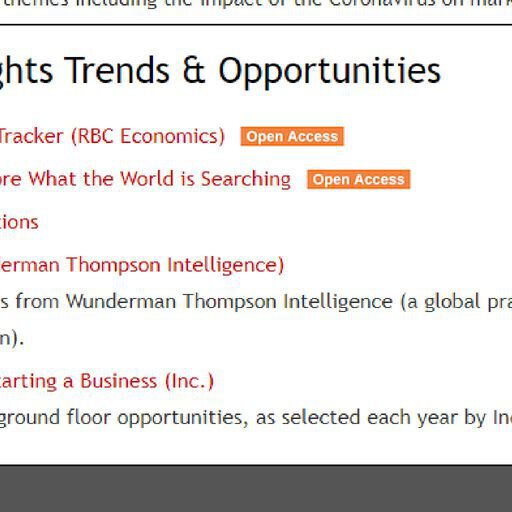 themes including the impact of the Coronavirus on
ghts Trends & Opportunities
Tracker (RBC Economics) Open Access
ore What the World is Searching Open Access
tions
erman Thompson Intelligence)
s from Wunderman Thompson Intelligence (a global pra
n).
tarting a Business (Inc.)
ground floor opportunities, as selected each year by In